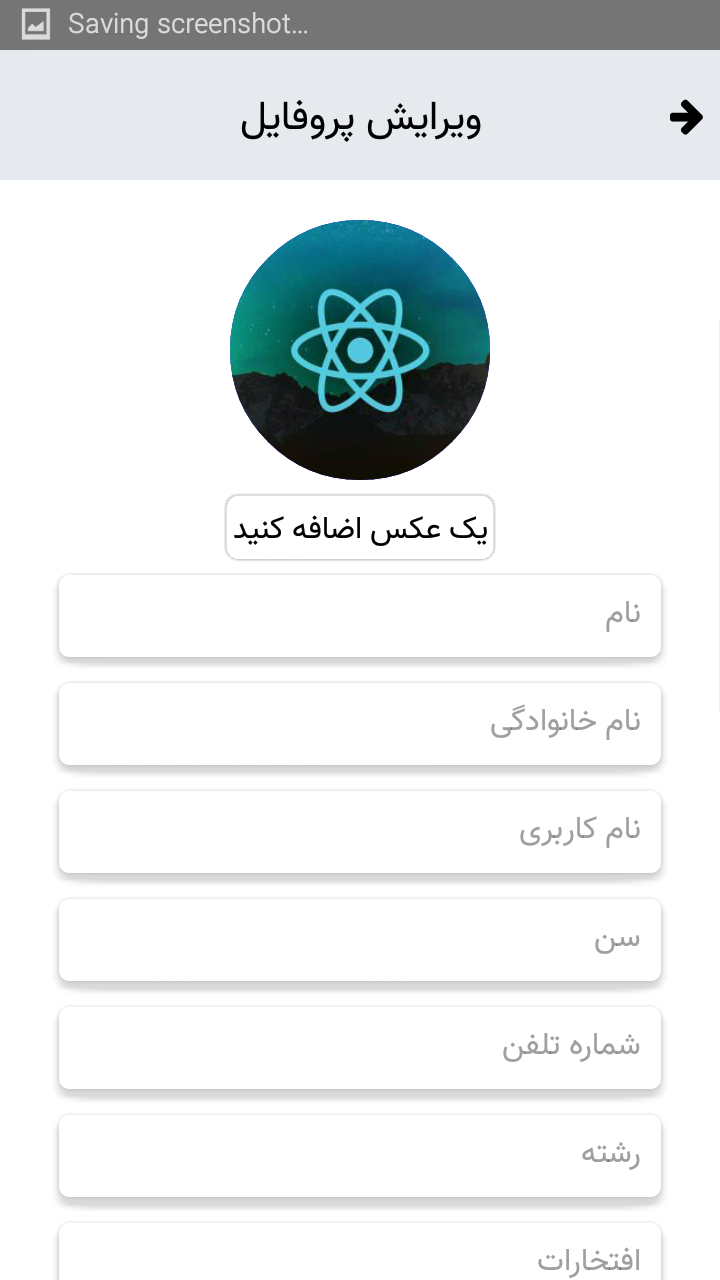 Saving screenshot...
ویرایش پروفایل
یک عکس اضافه کنید
نام
نام خانوادگی
نام کاربری
سن
شماره تلفن
رشته
افتخارات